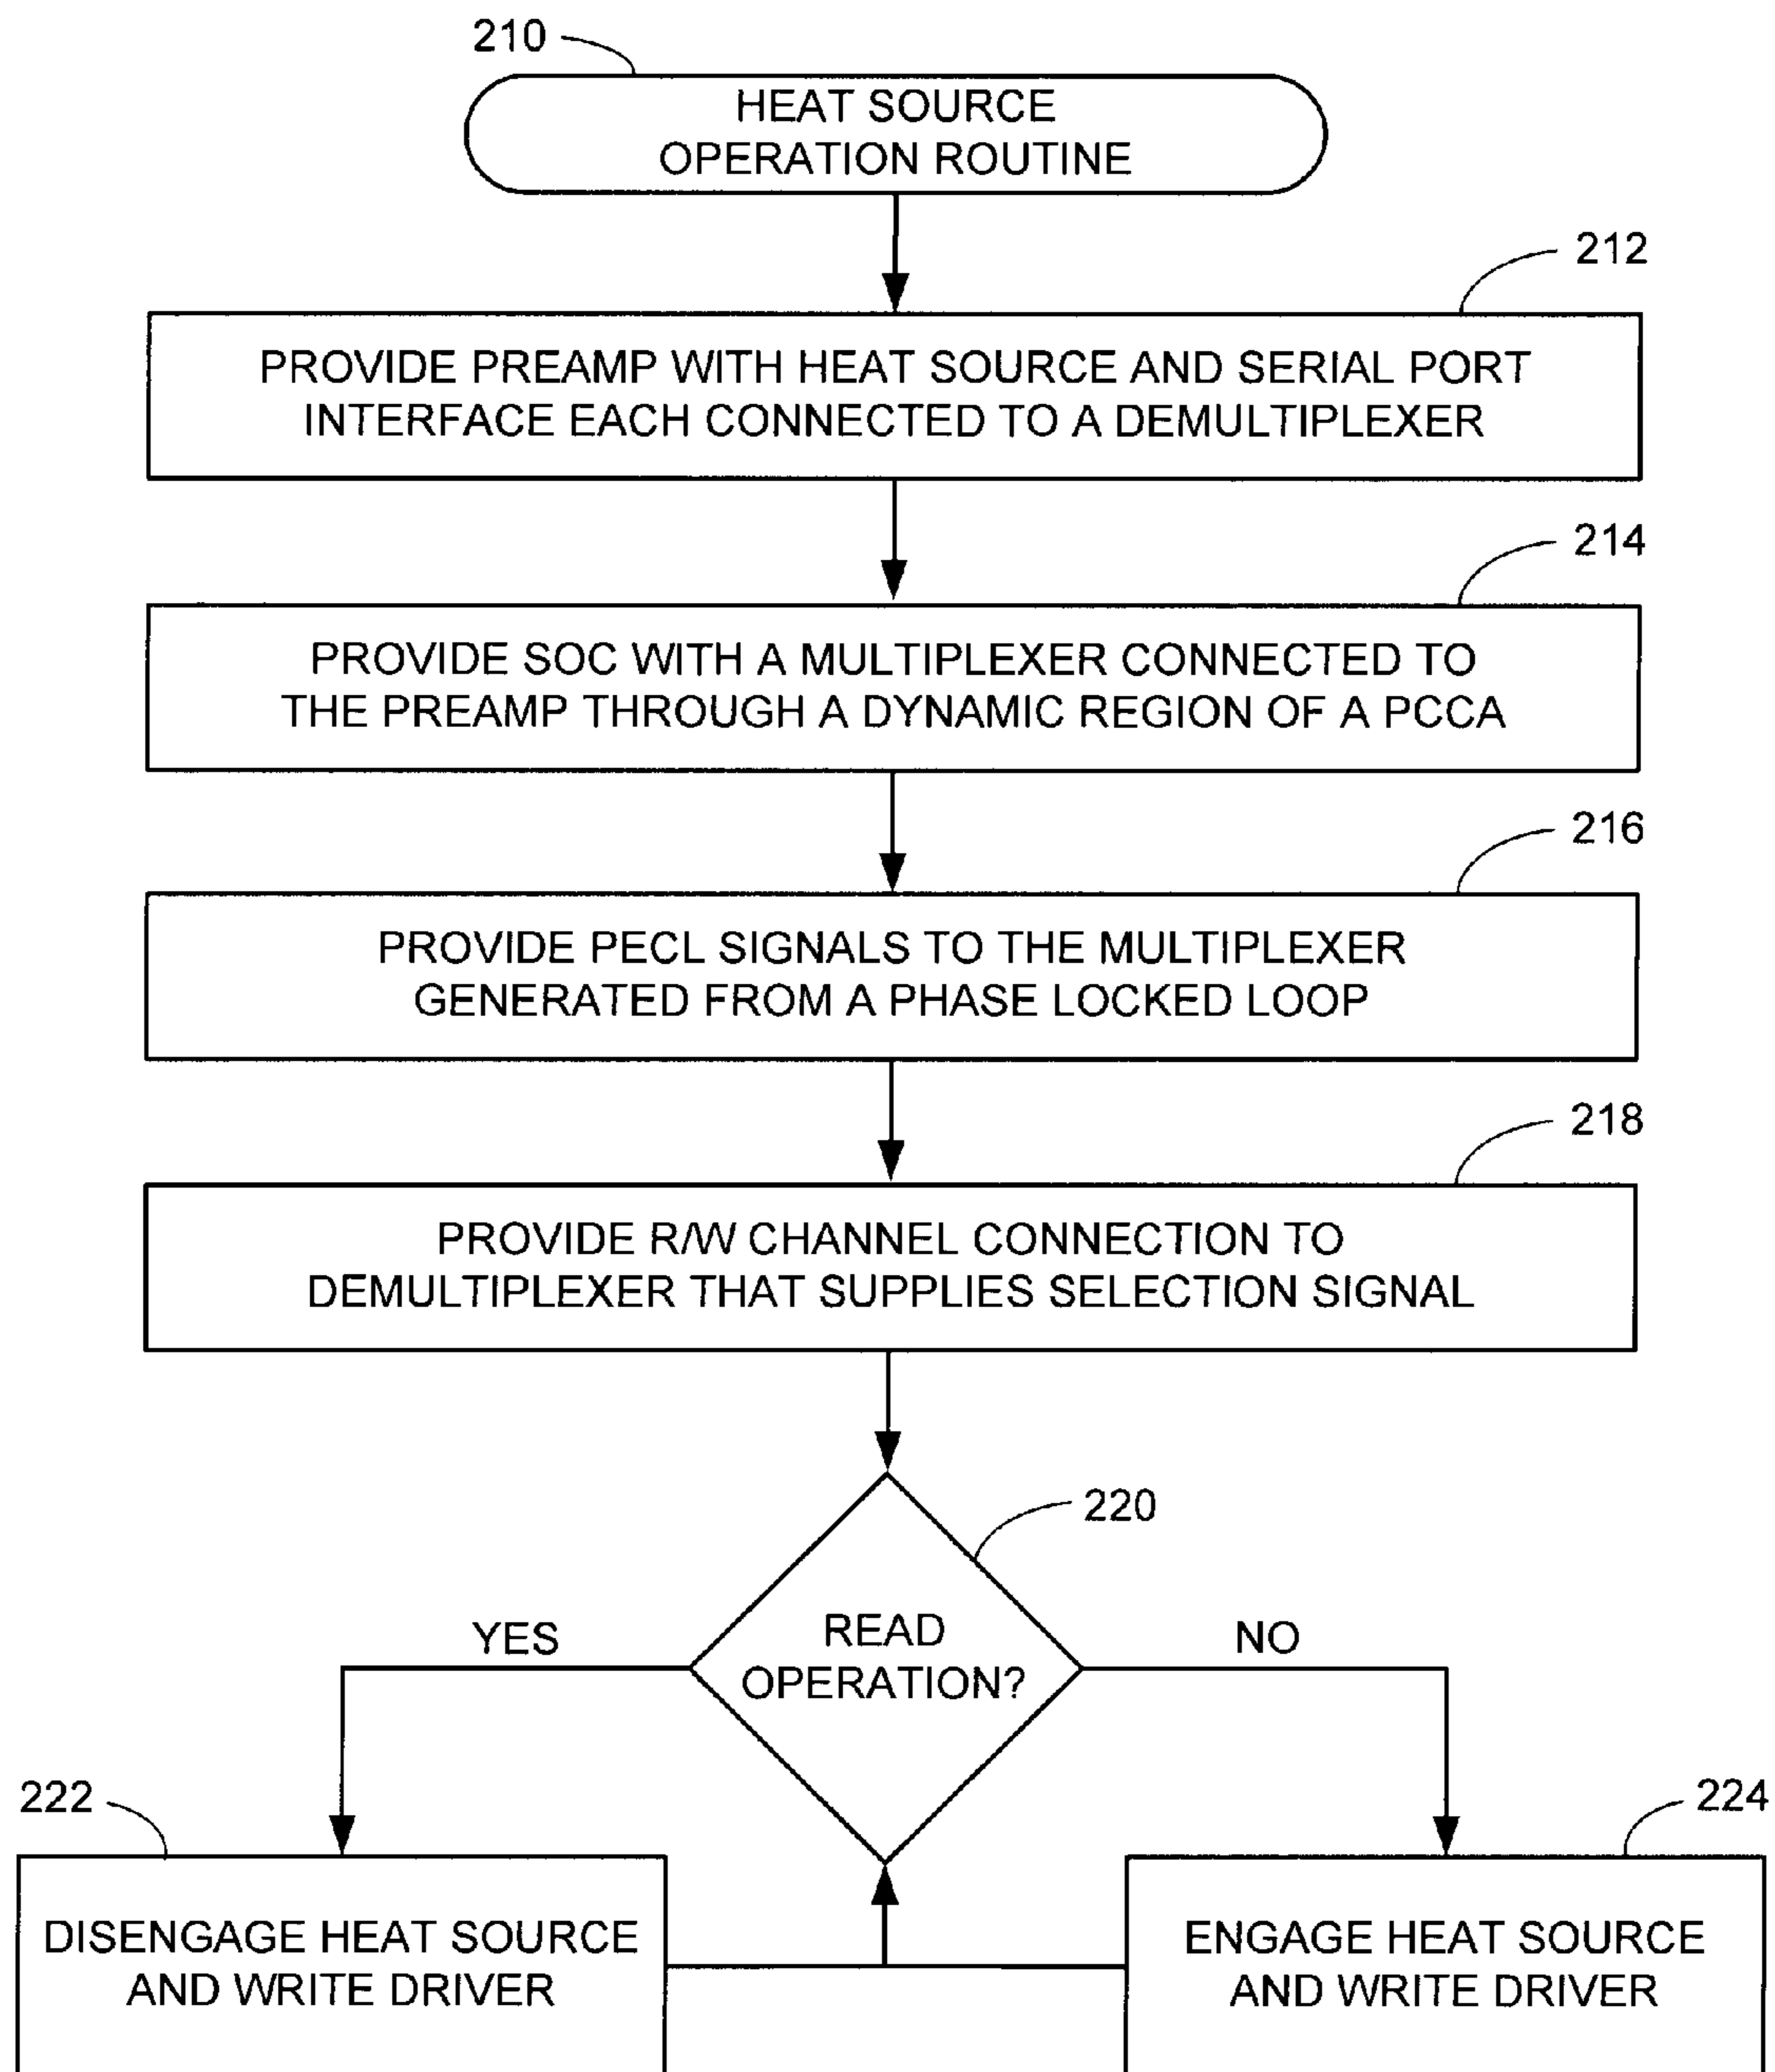 210
HEAT SOURCE
OPERATION ROUTINE
212
PROVIDE PREAMP WITH HEAT SOURCE AND SERIAL PORT
INTERFACE EACH CONNECTED TO A DEMULTIPLEXER
214
PROVIDE SOC WITH A MULTIPLEXER CONNECTED TO
THE PREAMP THROUGH A DYNAMIC REGION OF A PCCA
216
PROVIDE PECL SIGNALS TO THE MULTIPLEXER
GENERATED FROM A PHASE LOCKED LOOP
218
PROVIDE R/W CHANNEL CONNECTION TO
DEMULTIPLEXER THAT SUPPLIES SELECTION SIGNAL
220
READ
OPERATION?
YES
NO
222
DISENGAGE HEAT SOURCE
AND WRITE DRIVER
224
ENGAGE HEAT SOURCE
AND WRITE DRIVER